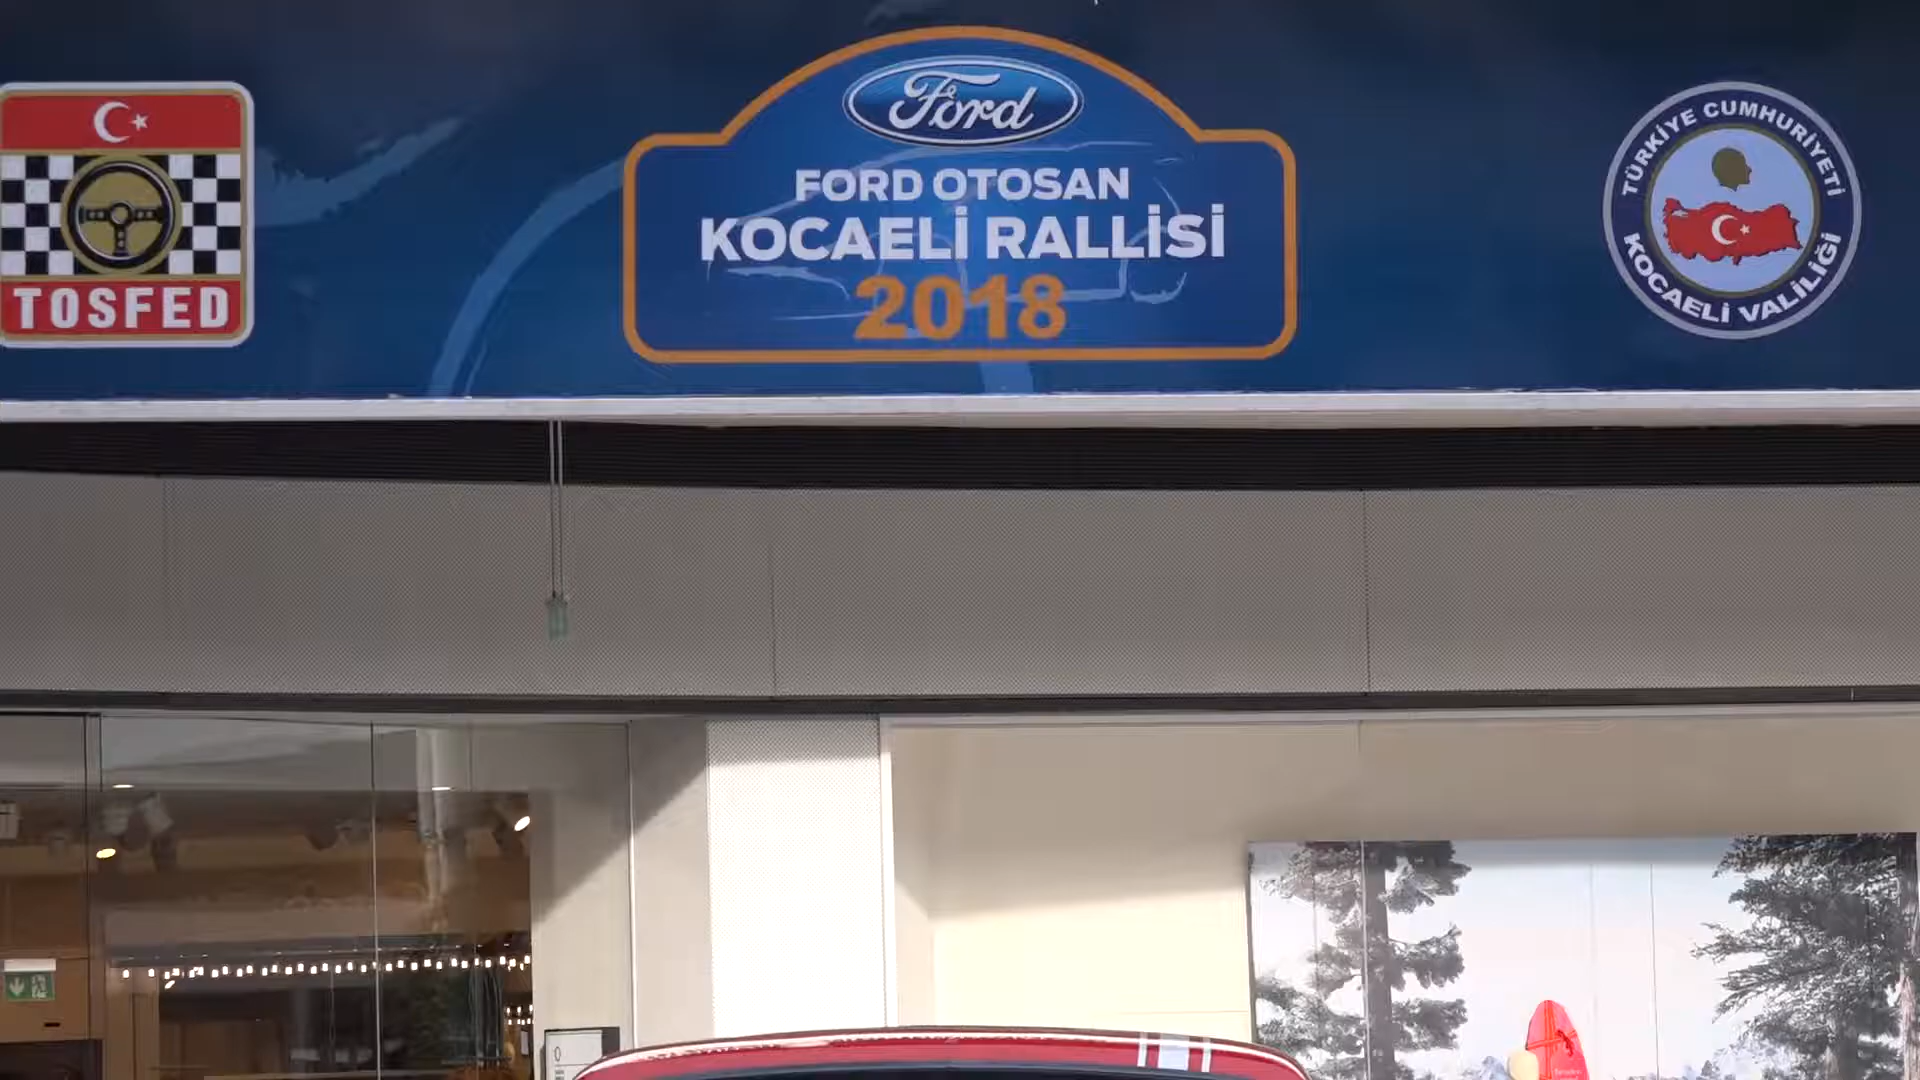 TOSFED
Ford
FORD OTOSAN
KOCAELİ RALLİSİ
2018
TÜRKİYE CUMHURİYETİ
KOCAELİ VALİLİĞİ